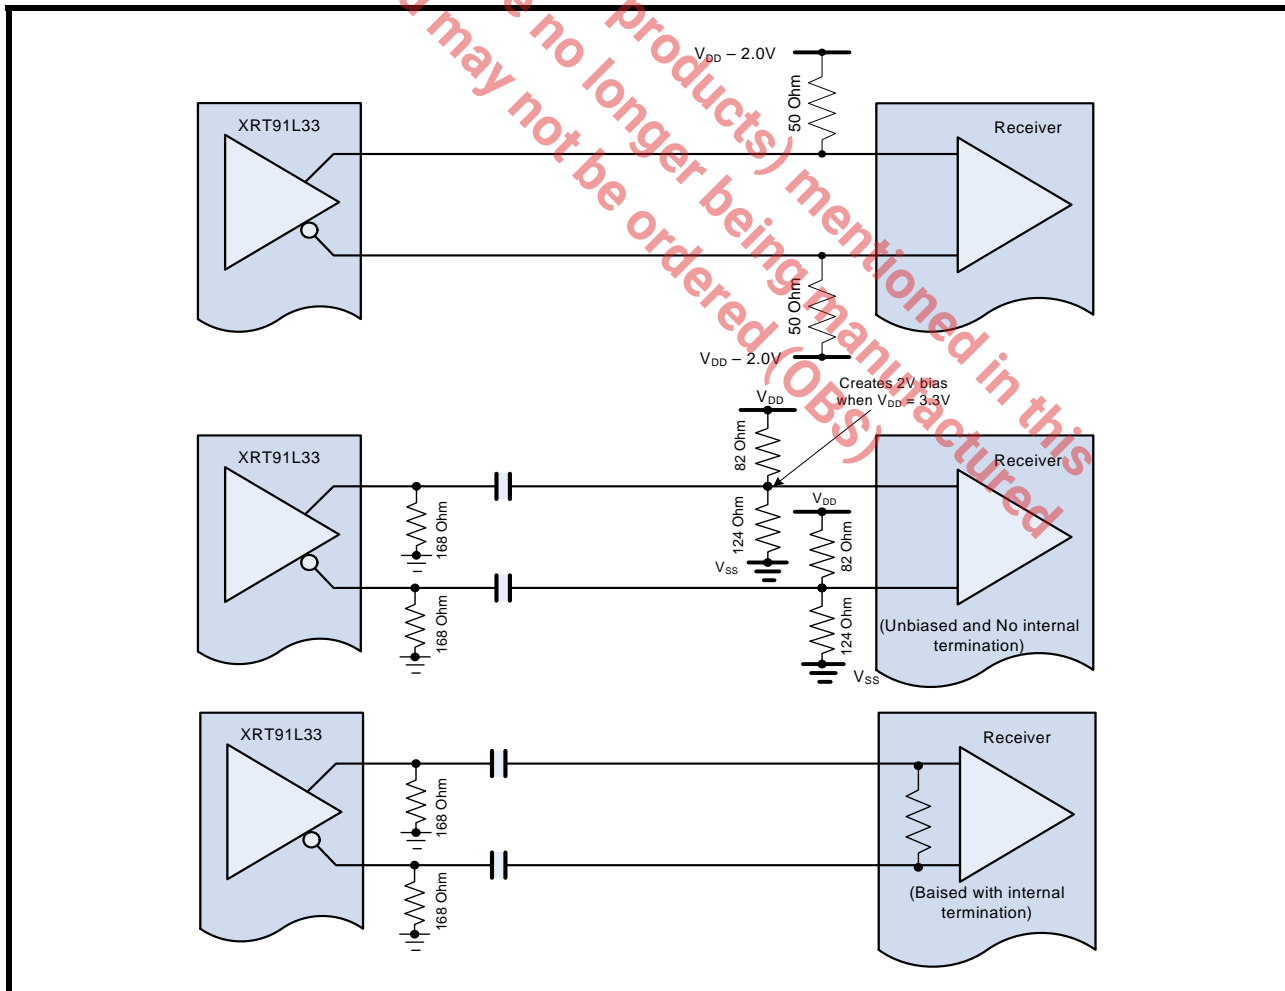 products) mentioned in this
e no longer being manufactured
d may not be ordered (OBS)
VDD – 2.0V
50 Ohm
XRT91L33
Receiver
50 Ohm
VDD – 2.0V
Creates 2V bias
when VDD = 3.3V
VDD
XRT91L33
82 Ohm
Receiver
168 Ohm
124 Ohm
VDD
VSS
82 Ohm
168 Ohm
124 Ohm
(Unbiased and No internal
termination)
VSS
XRT91L33
Receiver
168 Ohm
168 Ohm
(Baised with internal
termination)